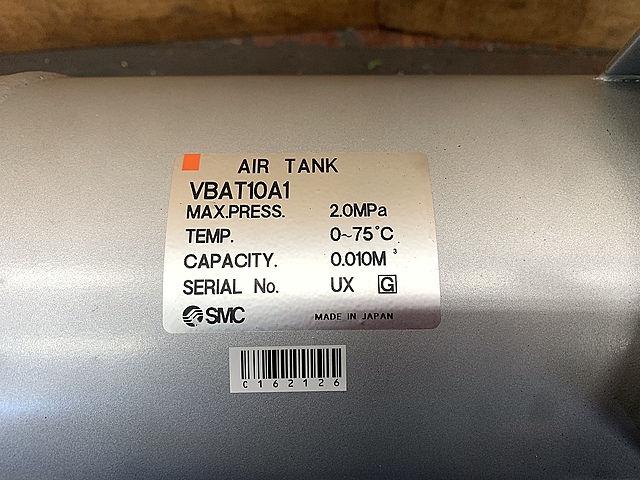 AIR TANK
VBAT10A1
MAX.PRESS. 2.0MPa
TEMP. 0~75°C
CAPACITY. 0.010M³
SERIAL No. UX G
SMC MADE IN JAPAN
C162126